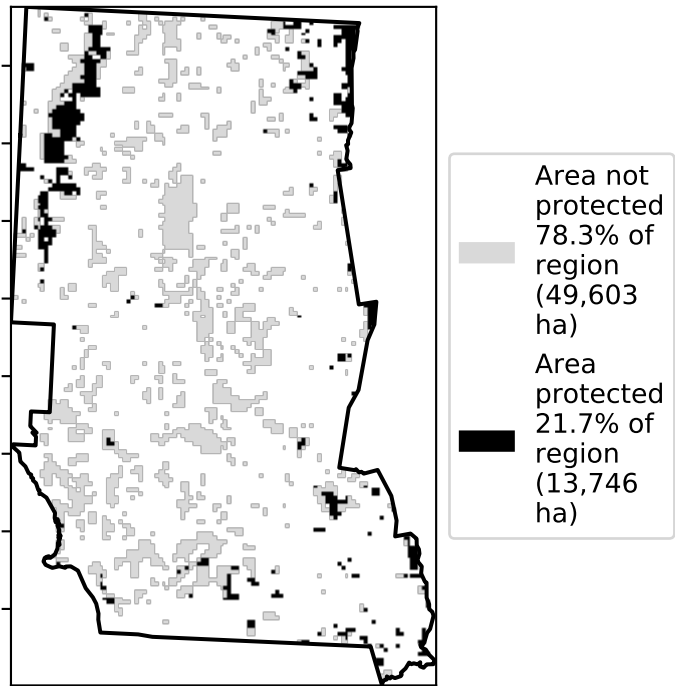 Area not
protected
78.3% of
region
(49,603
ha)
Area
protected
21.7% of
region
(13,746
ha)